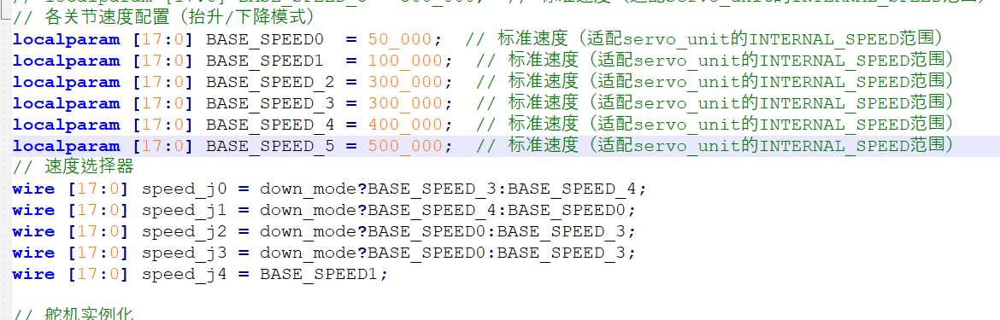 // 各关节速度配置（抬升/下降模式）
localparam [17:0] BASE_SPEED0  = 50_000;  // 标准速度（适配servo_unit的INTERNAL_SPEED范围）
localparam [17:0] BASE_SPEED1  = 100_000;  // 标准速度（适配servo_unit的INTERNAL_SPEED范围）
localparam [17:0] BASE_SPEED_2 = 300_000;  // 标准速度（适配servo_unit的INTERNAL_SPEED范围）
localparam [17:0] BASE_SPEED_3 = 300_000;  // 标准速度（适配servo_unit的INTERNAL_SPEED范围）
localparam [17:0] BASE_SPEED_4 = 400_000;  // 标准速度（适配servo_unit的INTERNAL_SPEED范围）
localparam [17:0] BASE_SPEED_5 = 500_000;  // 标准速度（适配servo_unit的INTERNAL_SPEED范围）
// 速度选择器
wire [17:0] speed_j0 = down_mode?BASE_SPEED_3:BASE_SPEED_4;
wire [17:0] speed_j1 = down_mode?BASE_SPEED_4:BASE_SPEED0;
wire [17:0] speed_j2 = down_mode?BASE_SPEED0:BASE_SPEED_3;
wire [17:0] speed_j3 = down_mode?BASE_SPEED0:BASE_SPEED_3;
wire [17:0] speed_j4 = BASE_SPEED1;
// 舵机实例化